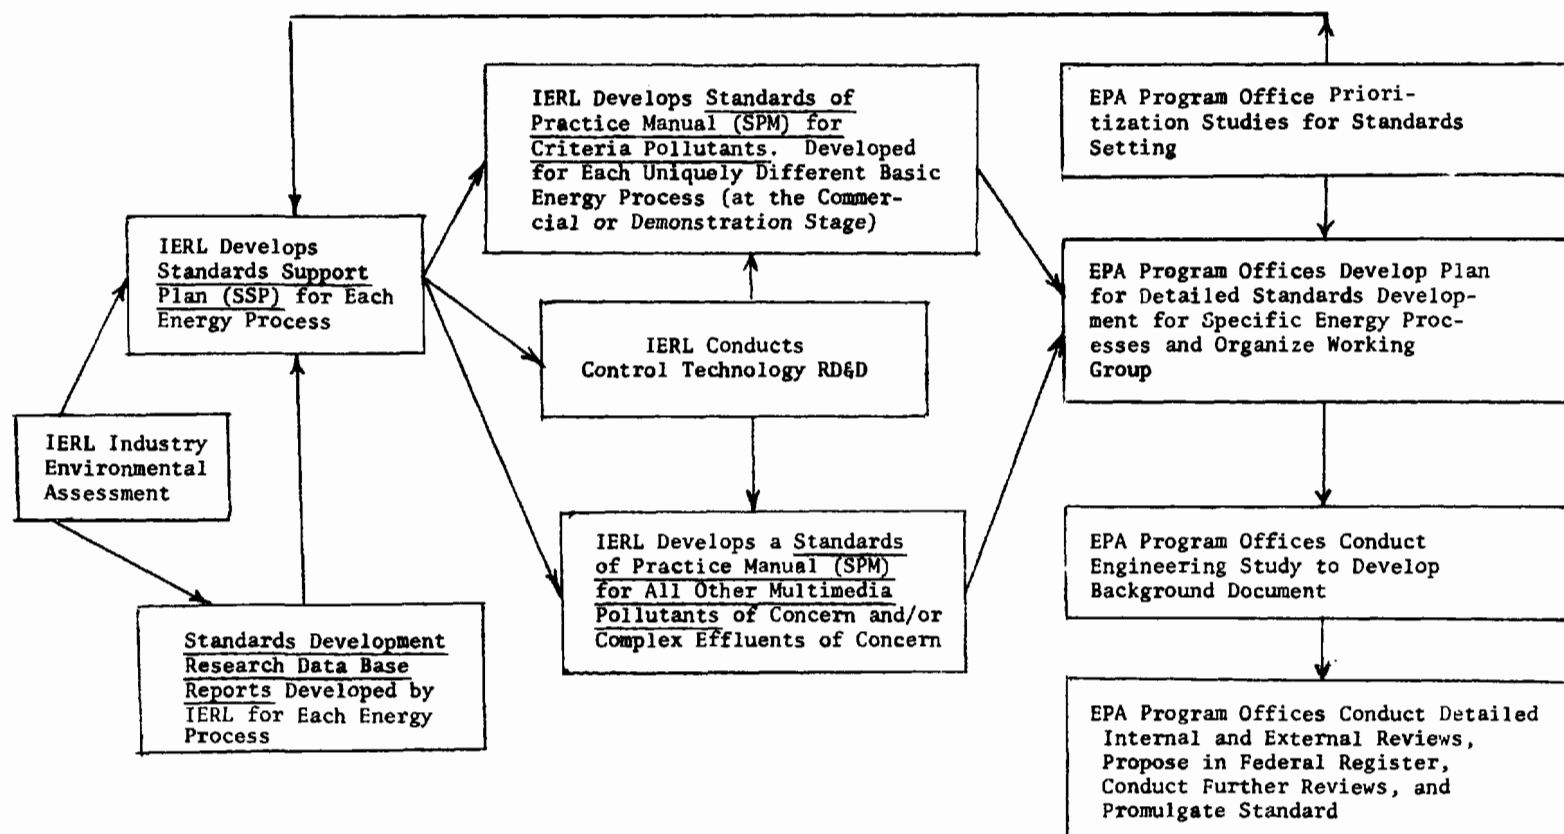 IERL Develops Standards of
Practice Manual (SPM) for
Criteria Pollutants. Developed
for Each Uniquely Different Basic
Energy Process (at the Commer-
cial or Demonstration Stage)
EPA Program Office Priori-
tization Studies for Standards
Setting
IERL Develops
Standards Support
Plan (SSP) for Each
Energy Process
EPA Program Offices Develop Plan
for Detailed Standards Develop-
ment for Specific Energy Proc-
esses and Organize Working
Group
IERL Conducts
Control Technology RD&D
IERL Industry
Environmental
Assessment
IERL Develops a Standards
of Practice Manual (SPM)
for All Other Multimedia
Pollutants of Concern and/or
Complex Effluents of Concern
EPA Program Offices Conduct
Engineering Study to Develop
Background Document
Standards Development
Research Data Base
Reports Developed by
IERL for Each Energy
Process
EPA Program Offices Conduct Detailed
Internal and External Reviews,
Propose in Federal Register,
Conduct Further Reviews, and
Promulgate Standard